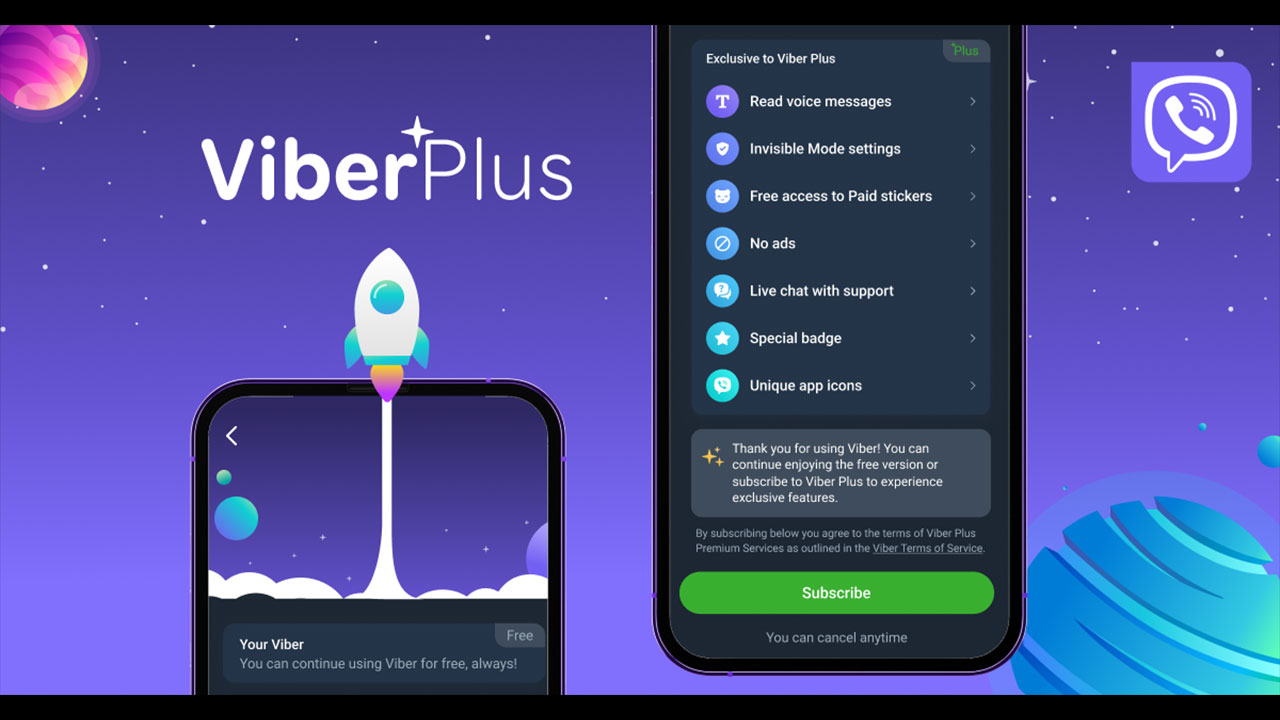 Viber Plus
Your Viber
Free
You can continue using Viber for free, always!
Exclusive to Viber Plus
Plus
Read voice messages
Invisible Mode settings
Free access to Paid stickers
No ads
Live chat with support
Special badge
Unique app icons
Thank you for using Viber! You can
continue enjoying the free version or
subscribe to Viber Plus to experience
exclusive features.
By subscribing below you agree to the terms of Viber Plus
Premium Services as outlined in the Viber Terms of Service.
Subscribe
You can cancel anytime